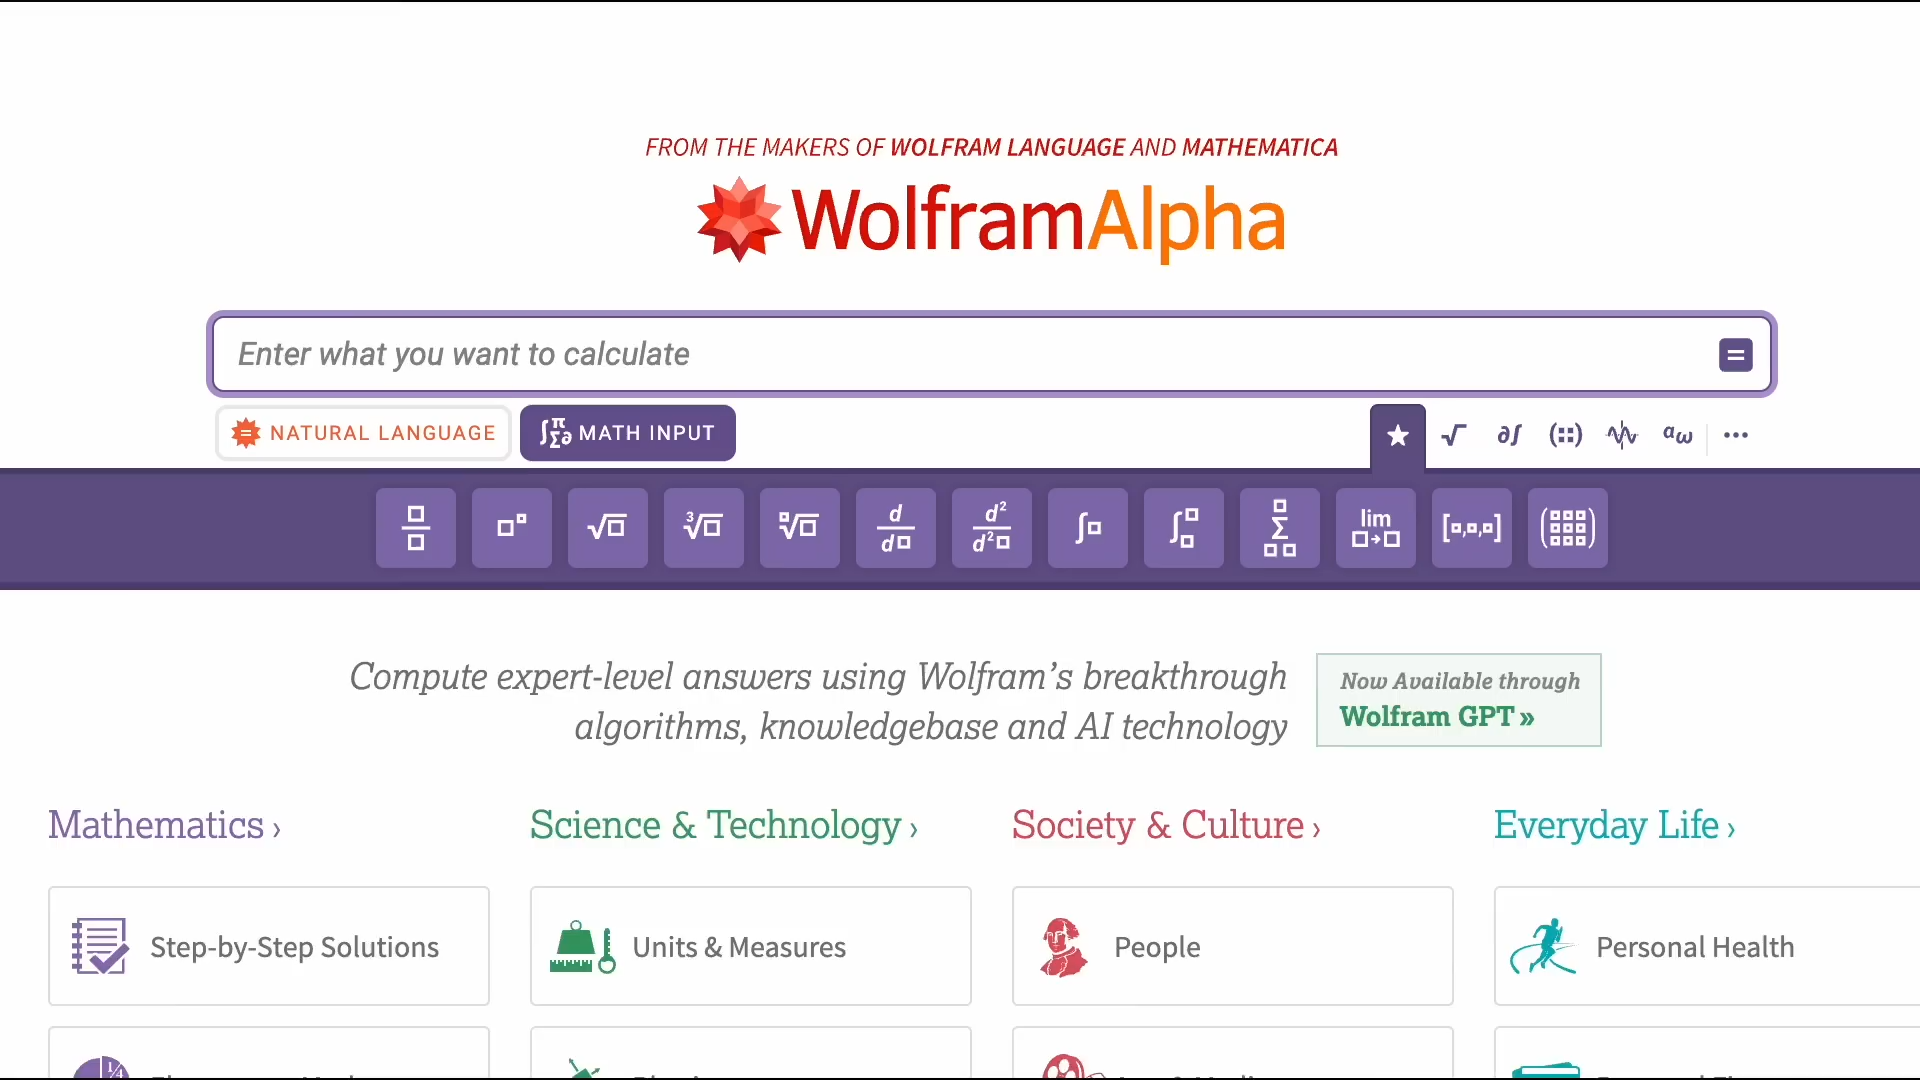 FROM THE MAKERS OF WOLFRAM LANGUAGE AND MATHEMATICA
WolframAlpha
Enter what you want to calculate
NATURAL LANGUAGE
MATH INPUT
Compute expert-level answers using Wolfram’s breakthrough
algorithms, knowledgebase and AI technology
Now Available through
Wolfram GPT »
Mathematics ›
Science & Technology ›
Society & Culture ›
Everyday Life ›
Step-by-Step Solutions
Units & Measures
People
Personal Health